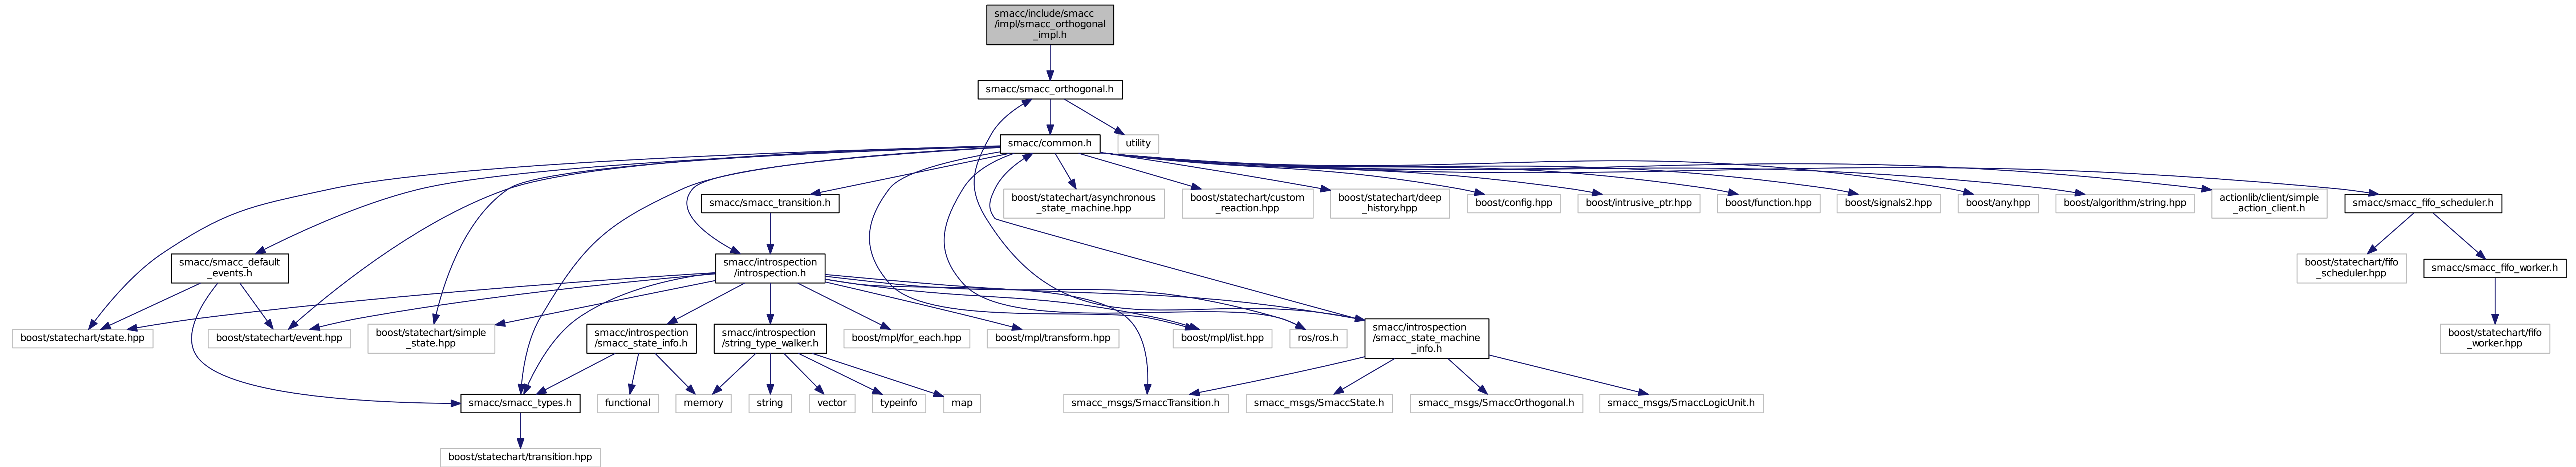 smacc/include/smacc
/impl/smacc_orthogonal
_impl.h
smacc/smacc_orthogonal.h
smacc/common.h
utility
smacc/smacc_transition.h
boost/statechart/asynchronous
_state_machine.hpp
boost/statechart/custom
_reaction.hpp
boost/statechart/deep
_history.hpp
boost/config.hpp
boost/intrusive_ptr.hpp
boost/function.hpp
boost/signals2.hpp
boost/any.hpp
boost/algorithm/string.hpp
actionlib/client/simple
_action_client.h
smacc/smacc_fifo_scheduler.h
smacc/smacc_default
_events.h
smacc/introspection
/introspection.h
boost/statechart/fifo
_scheduler.hpp
smacc/smacc_fifo_worker.h
boost/statechart/state.hpp
boost/statechart/event.hpp
boost/statechart/simple
_state.hpp
smacc/introspection
/smacc_state_info.h
smacc/introspection
/string_type_walker.h
boost/mpl/for_each.hpp
boost/mpl/transform.hpp
boost/mpl/list.hpp
ros/ros.h
smacc/introspection
/smacc_state_machine
_info.h
boost/statechart/fifo
_worker.hpp
smacc/smacc_types.h
functional
memory
string
vector
typeinfo
map
smacc_msgs/SmaccTransition.h
smacc_msgs/SmaccState.h
smacc_msgs/SmaccOrthogonal.h
smacc_msgs/SmaccLogicUnit.h
boost/statechart/transition.hpp